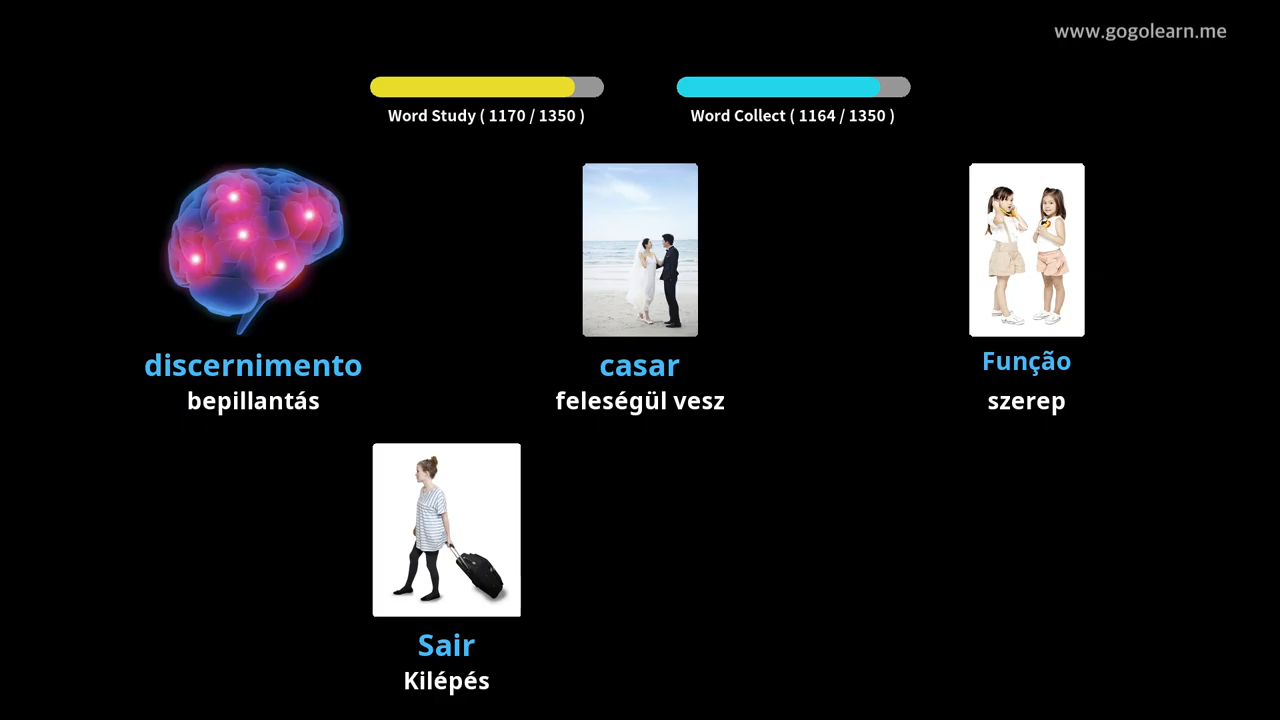 www.gogolearn.me
Word Study ( 1170 / 1350 )
Word Collect ( 1164 / 1350 )
discernimento
bepillantás
casar
feleségül vesz
Função
szerep
Sair
Kilépés